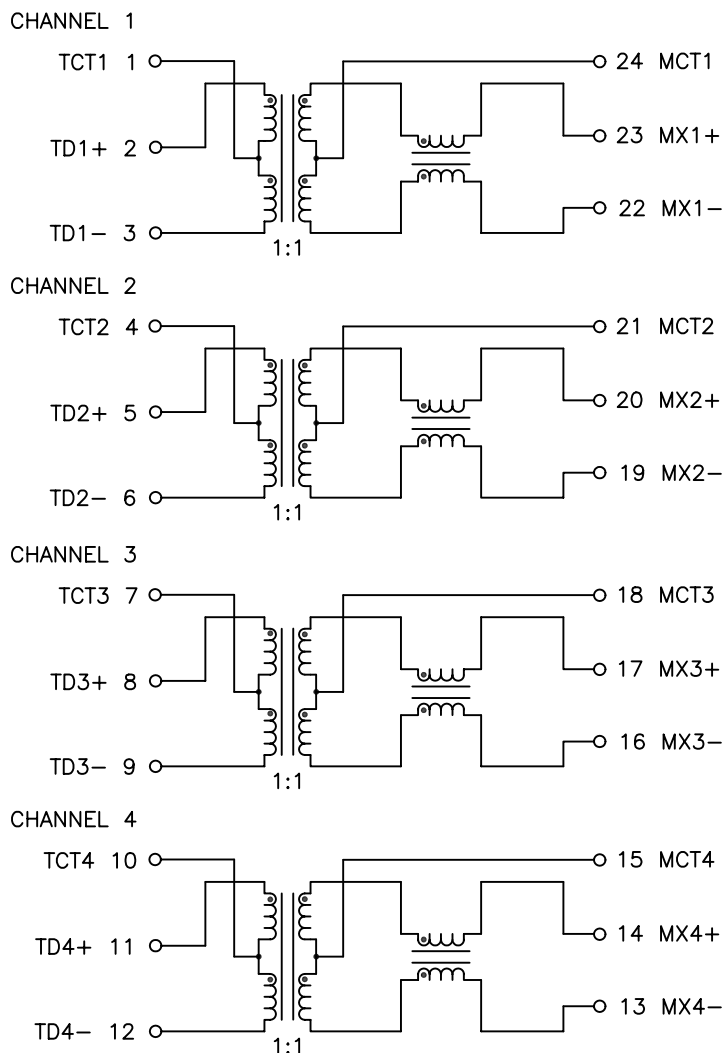 CHANNEL 1
TCT1 1 24 MCT1
TD1+ 2 23 MX1+
22 MX1−
TD1− 3
1:1
CHANNEL 2
TCT2 4 21 MCT2
TD2+ 5 20 MX2+
19 MX2−
TD2− 6
1:1
CHANNEL 3
TCT3 7 18 MCT3
TD3+ 8 17 MX3+
16 MX3−
TD3− 9
1:1
CHANNEL 4
TCT4 10 15 MCT4
TD4+ 11 14 MX4+
13 MX4−
TD4− 12
1:1